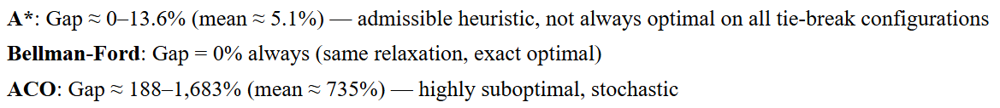 A*: Gap ≈ 0–13.6% (mean ≈ 5.1%) — admissible heuristic, not always optimal on all tie-break configurations
Bellman-Ford: Gap = 0% always (same relaxation, exact optimal)
ACO: Gap ≈ 188–1,683% (mean ≈ 735%) — highly suboptimal, stochastic